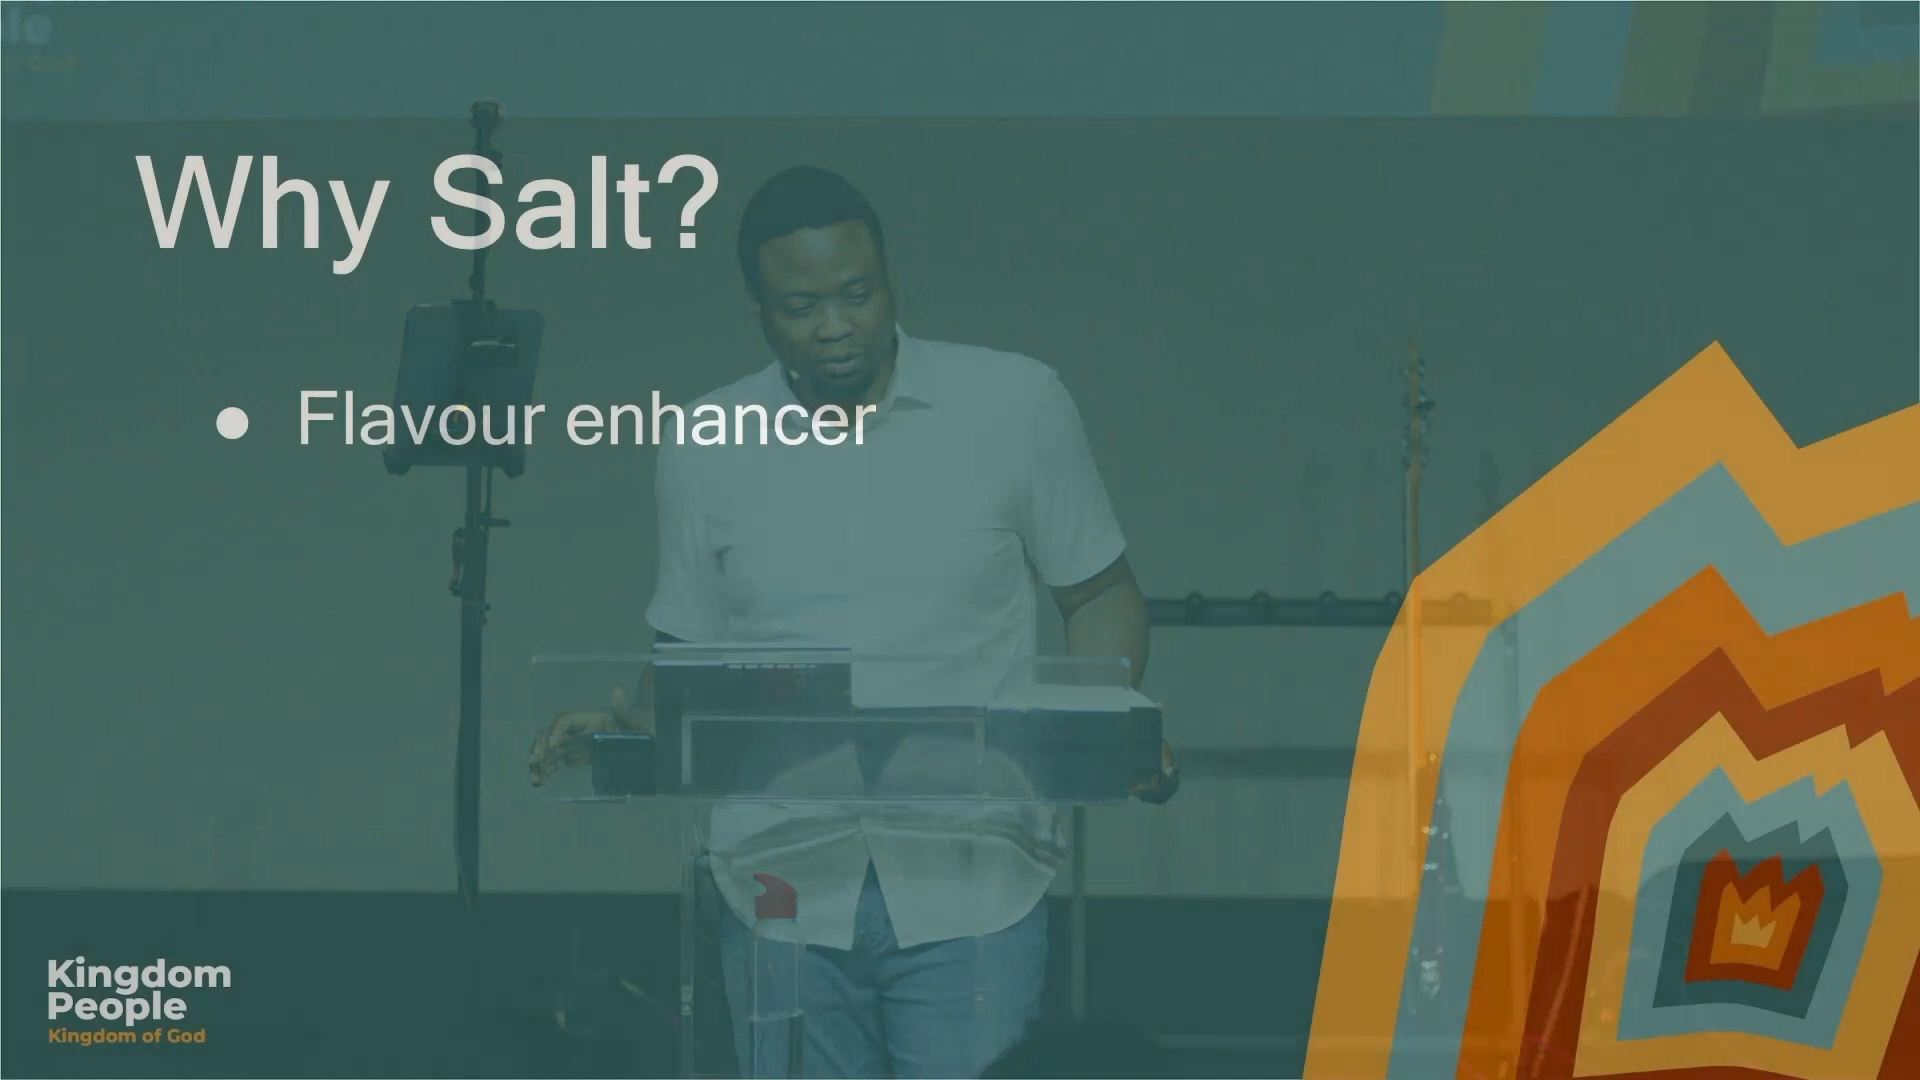 Why Salt?
● Flavour enhancer
Kingdom
People
Kingdom of God